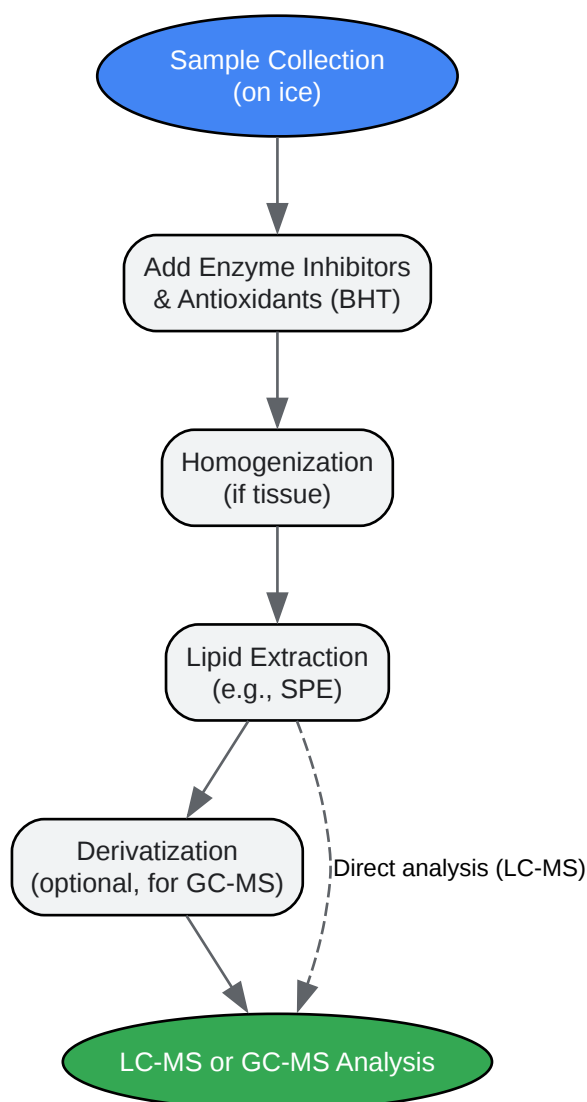 Sample Collection
(on ice)
Add Enzyme Inhibitors
& Antioxidants (BHT)
Homogenization
(if tissue)
Lipid Extraction
(e.g., SPE)
Derivatization
(optional, for GC-MS)
Direct analysis (LC-MS)
LC-MS or GC-MS Analysis